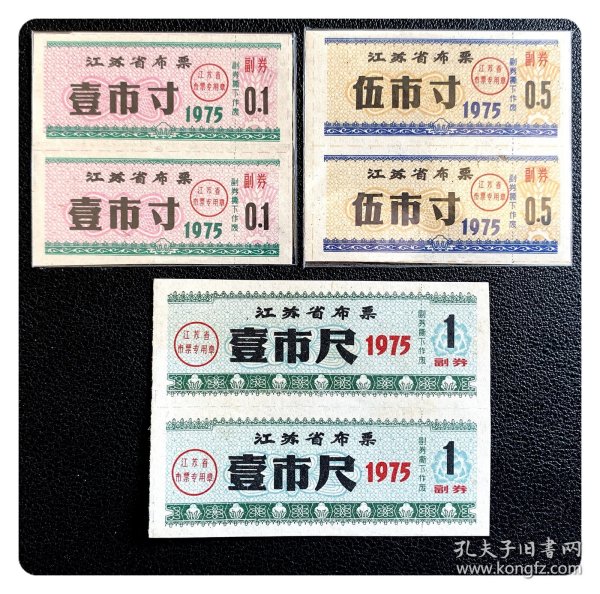 江苏省布票
江苏省
布票专用章
壹市寸
1975
副券撕下作废
副券
0.1
江苏省布票
江苏省
布票专用章
壹市寸
1975
副券撕下作废
副券
0.1
江苏省布票
江苏省
布票专用章
伍市寸
1975
副券撕下作废
副券
0.5
江苏省布票
江苏省
布票专用章
伍市寸
1975
副券撕下作废
副券
0.5
江苏省布票
江苏省
布票专用章
壹市尺
1975
副券撕下作废
1
副券
江苏省布票
江苏省
布票专用章
壹市尺
1975
副券撕下作废
1
副券
孔夫子旧书网
www.kongfz.com